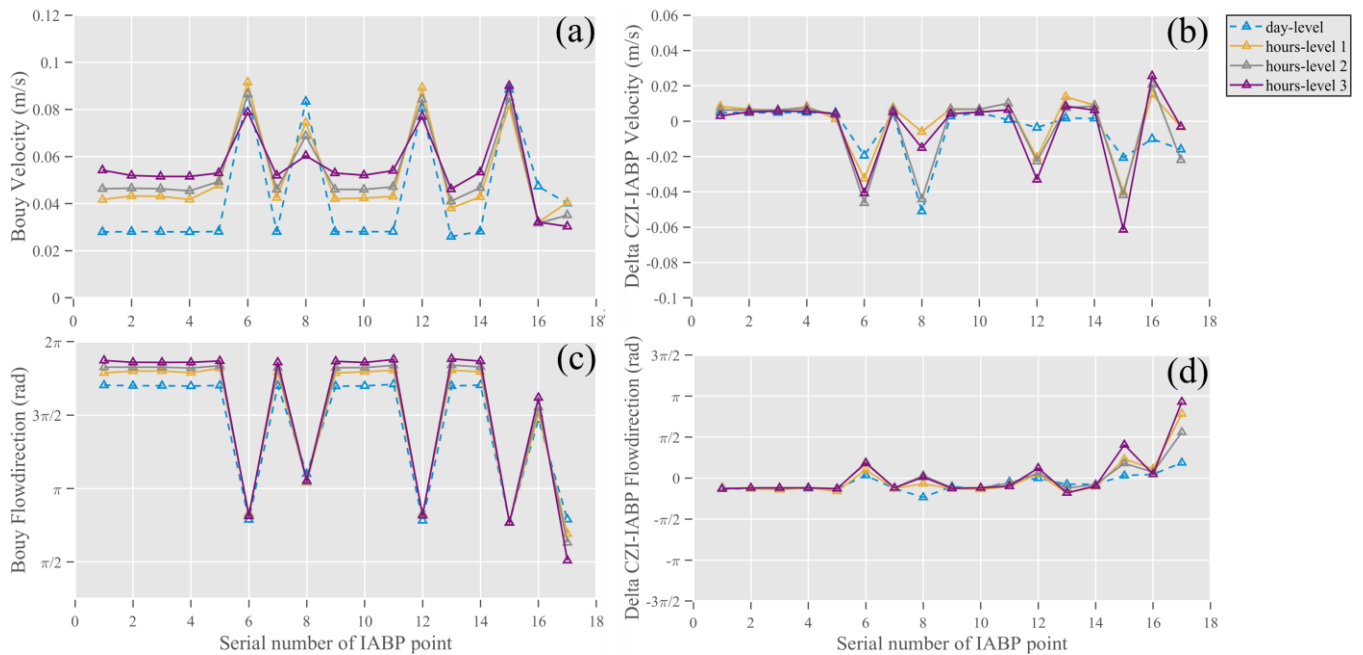 (a)
0.12
0.1
0.08
0.06
0.04
0.02
0
Bouy Velocity (m/s)
0 2 4 6 8 10 12 14 16 18
(b)
0.06
0.04
0.02
0
-0.02
-0.04
-0.06
-0.08
-0.1
Delta CZI-IABP Velocity (m/s)
0 2 4 6 8 10 12 14 16 18
day-level
hours-level 1
hours-level 2
hours-level 3
(c)
2π
3π/2
π
π/2
Bouy Flowdirection (rad)
0 2 4 6 8 10 12 14 16 18
Serial number of IABP point
(d)
3π/2
π
π/2
0
-π/2
-π
-3π/2
Delta CZI-IABP Flowdirection (rad)
0 2 4 6 8 10 12 14 16 18
Serial number of IABP point